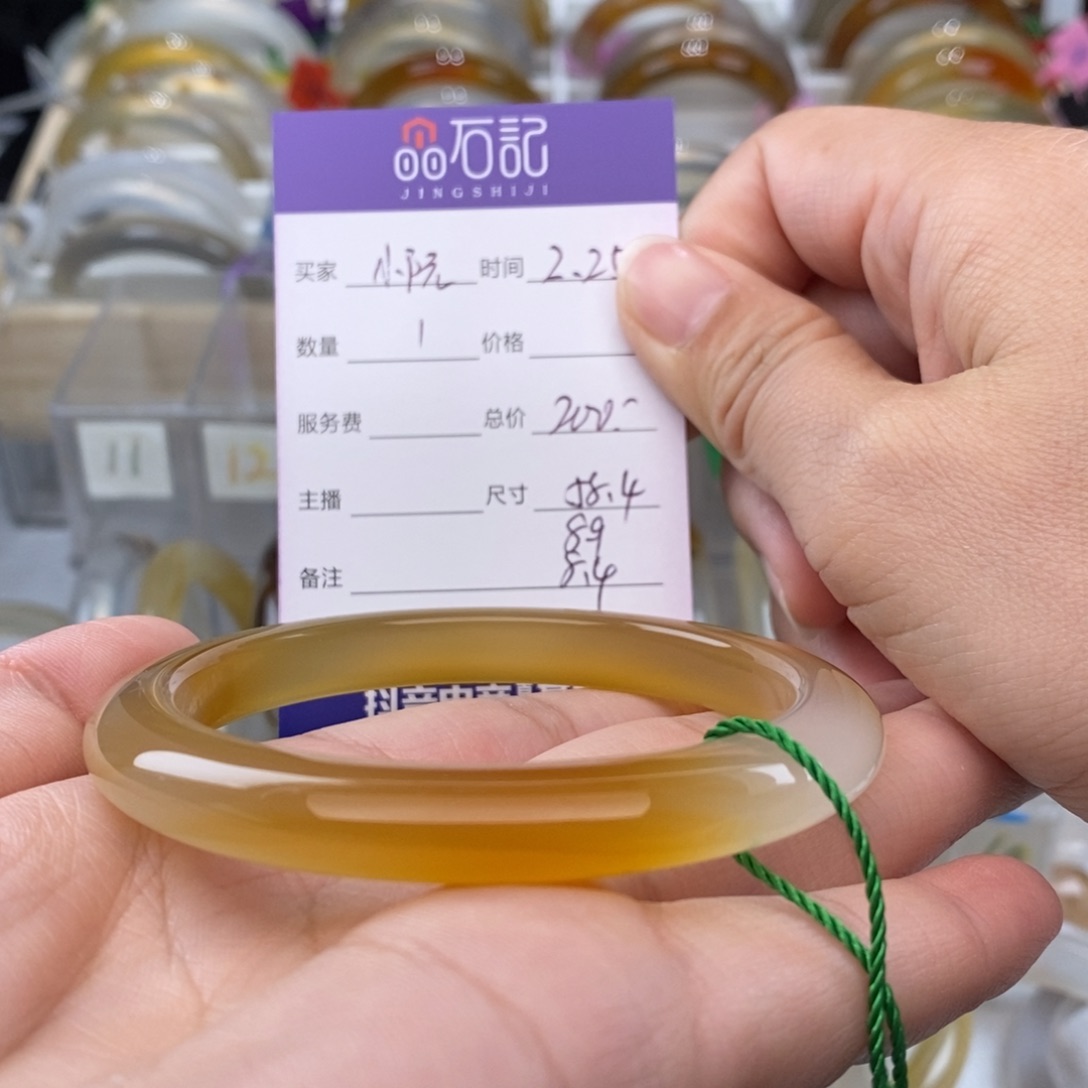 晶石記
JINGSHIJI
买家 小阮 时间 2.25
数量 1 价格
服务费 总价 200.-
主播 尺寸 58.4
8.9
备注 8.4
11
12